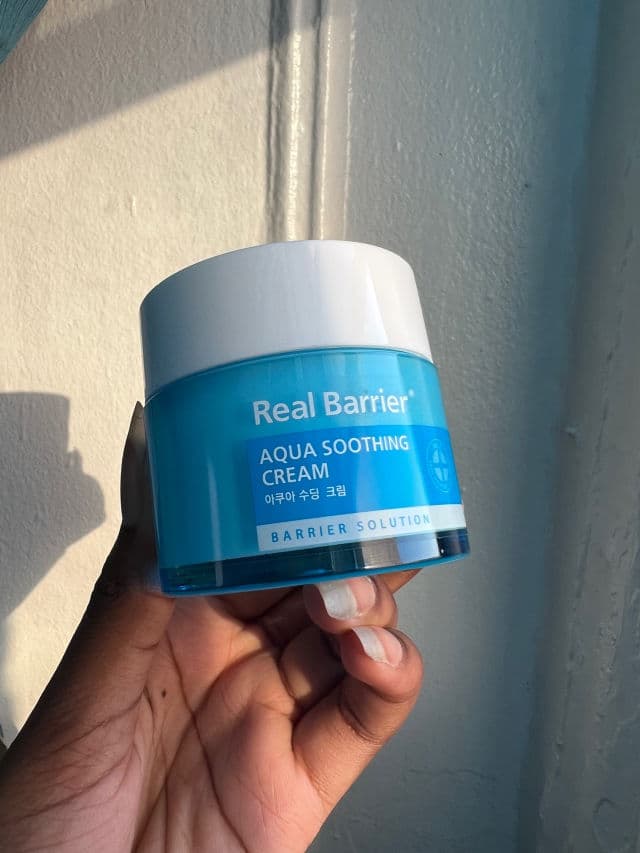 Real Barrier
AQUA SOOTHING
CREAM
아쿠아 수딩 크림
BARRIER SOLUTION